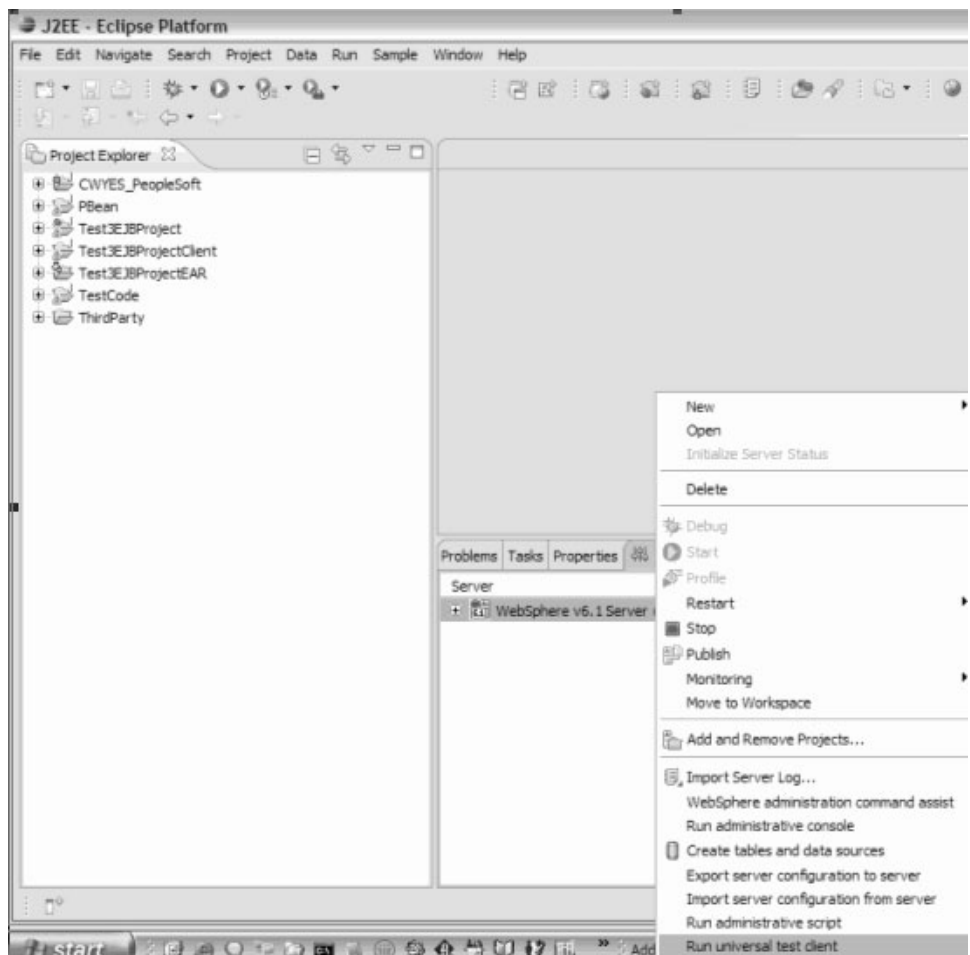 J2EE - Eclipse Platform
File Edit Navigate Search Project Data Run Sample Window Help
Project Explorer
CWYES_PeopleSoft
PBean
Test3EJBProject
Test3EJBProjectClient
Test3EJBProjectEAR
TestCode
ThirdParty
Problems Tasks Properties
Server
WebSphere v6.1 Server
New
Open
Initialize Server Status
Delete
Debug
Start
Profile
Restart
Stop
Publish
Monitoring
Move to Workspace
Add and Remove Projects...
Import Server Log...
WebSphere administration command assist
Run administrative console
Create tables and data sources
Export server configuration to server
Import server configuration from server
Run administrative script
Run universal test client
start
Add